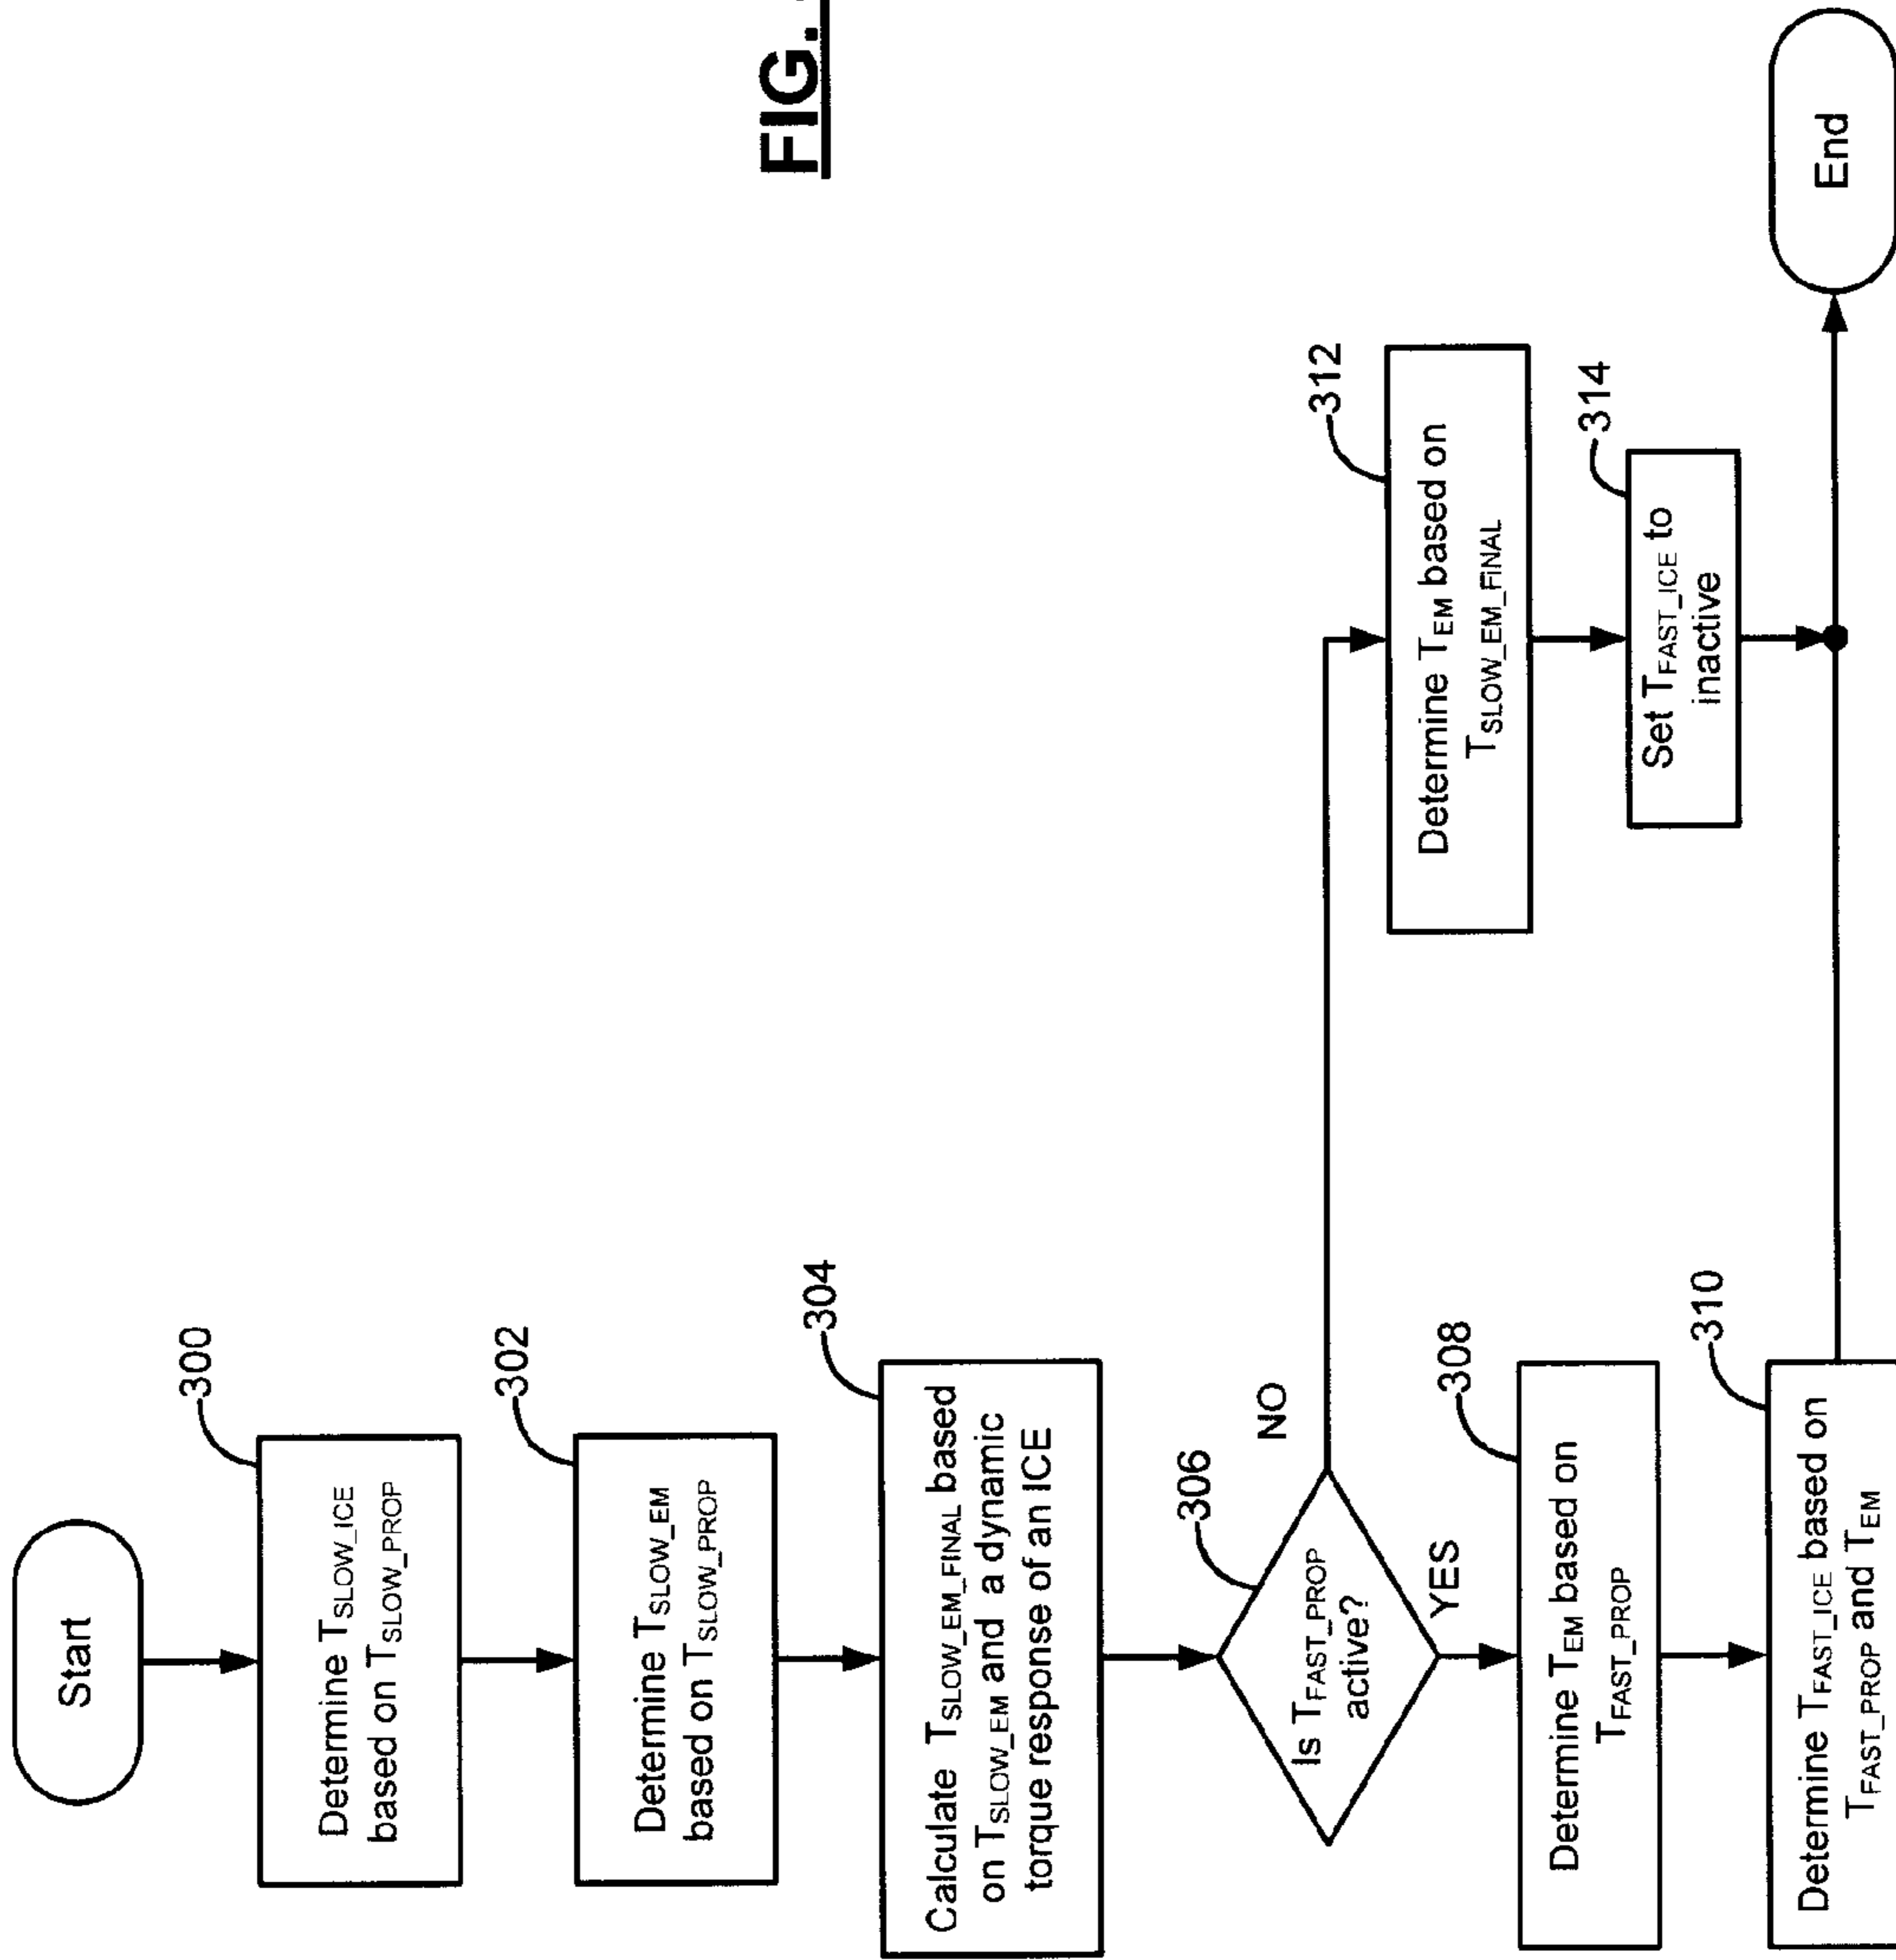 FIG.
Start
300
Determine T_SLOW_ICE
based on T_SLOW_PROP
302
Determine T_SLOW_EM
based on T_SLOW_PROP
304
Calculate T_SLOW_EM_FINAL based
on T_SLOW_EM and a dynamic
torque response of an ICE
306
Is T_FAST_PROP
active?
NO
YES
308
Determine T_EM based on
T_FAST_PROP
310
Determine T_FAST_ICE based on
T_FAST_PROP and T_EM
312
Determine T_EM based on
T_SLOW_EM_FINAL
314
Set T_FAST_ICE to
inactive
End